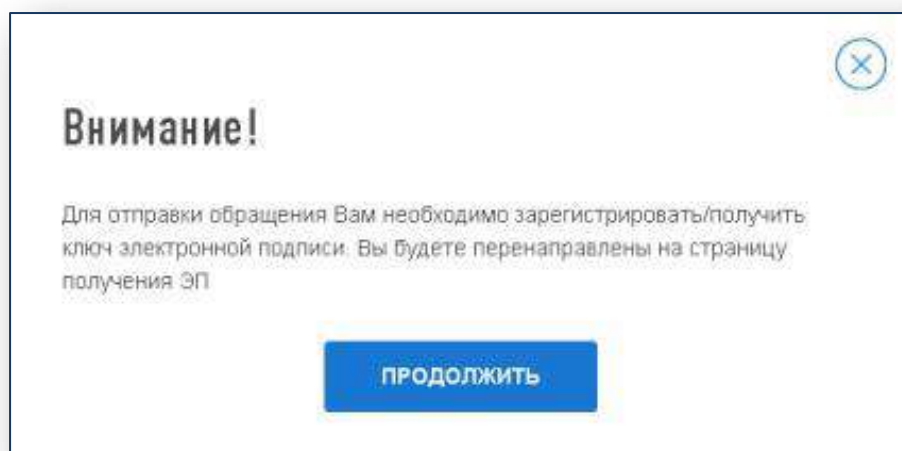 Внимание!
Для отправки обращения Вам необходимо зарегистрировать/получить
ключ электронной подписи. Вы будете перенаправлены на страницу
получения ЭП
ПРОДОЛЖИТЬ